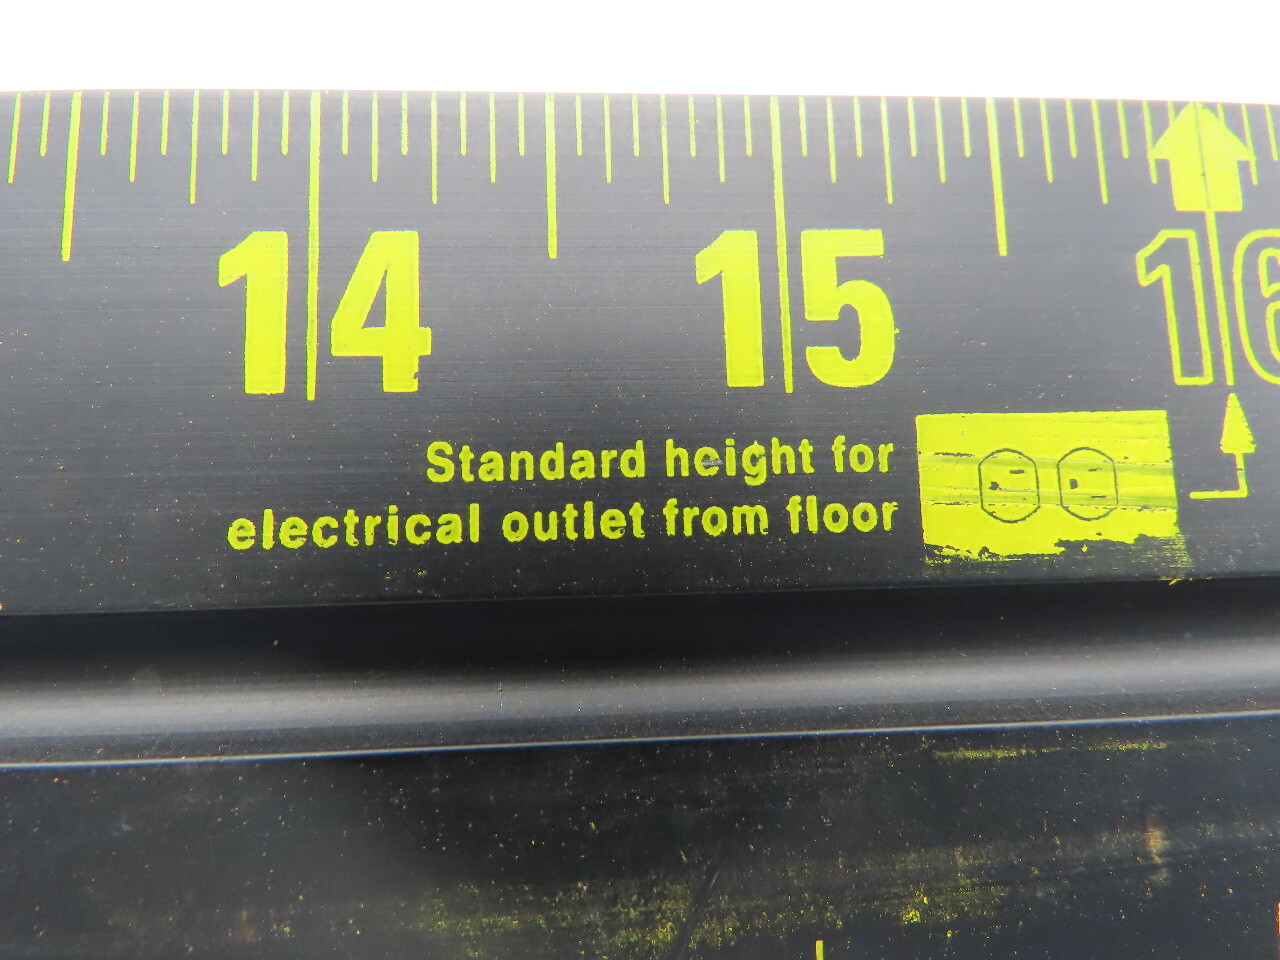 14 15 16
Standard height for
electrical outlet from floor